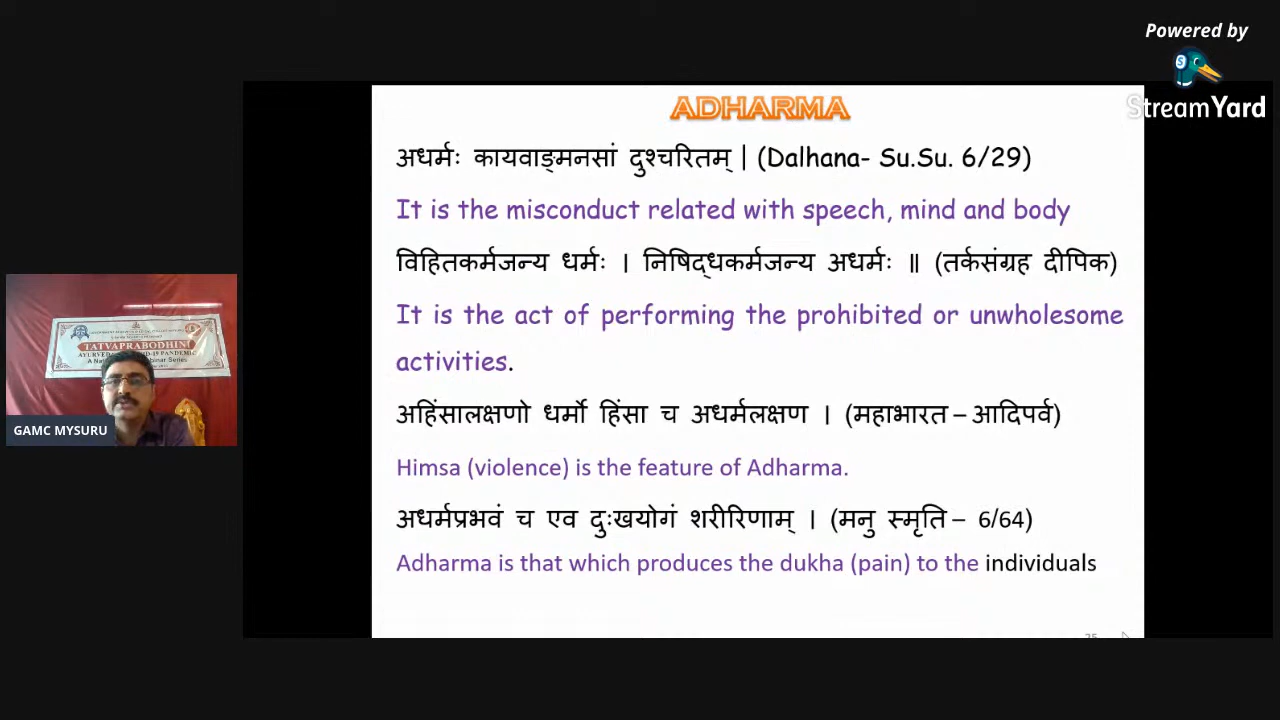 Powered by
StreamYard
ADHARMA
अधर्मः कायवाङ्मनसां दुश्चरितम् | (Dalhana- Su.Su. 6/29)
It is the misconduct related with speech, mind and body
विहितकर्मजन्य धर्मः । निषिद्धकर्मजन्य अधर्मः ॥ (तर्कसंग्रह दीपिक)
It is the act of performing the prohibited or unwholesome
activities.
अहिंसालक्षणो धर्मो हिंसा च अधर्मलक्षण । (महाभारत – आदिपर्व)
Himsa (violence) is the feature of Adharma.
अधर्मप्रभवं च एव दुःखयोगं शरीरिणाम् । (मनु स्मृति – 6/64)
Adharma is that which produces the dukha (pain) to the individuals
TATVAPRABODHINI
GAMC MYSURU